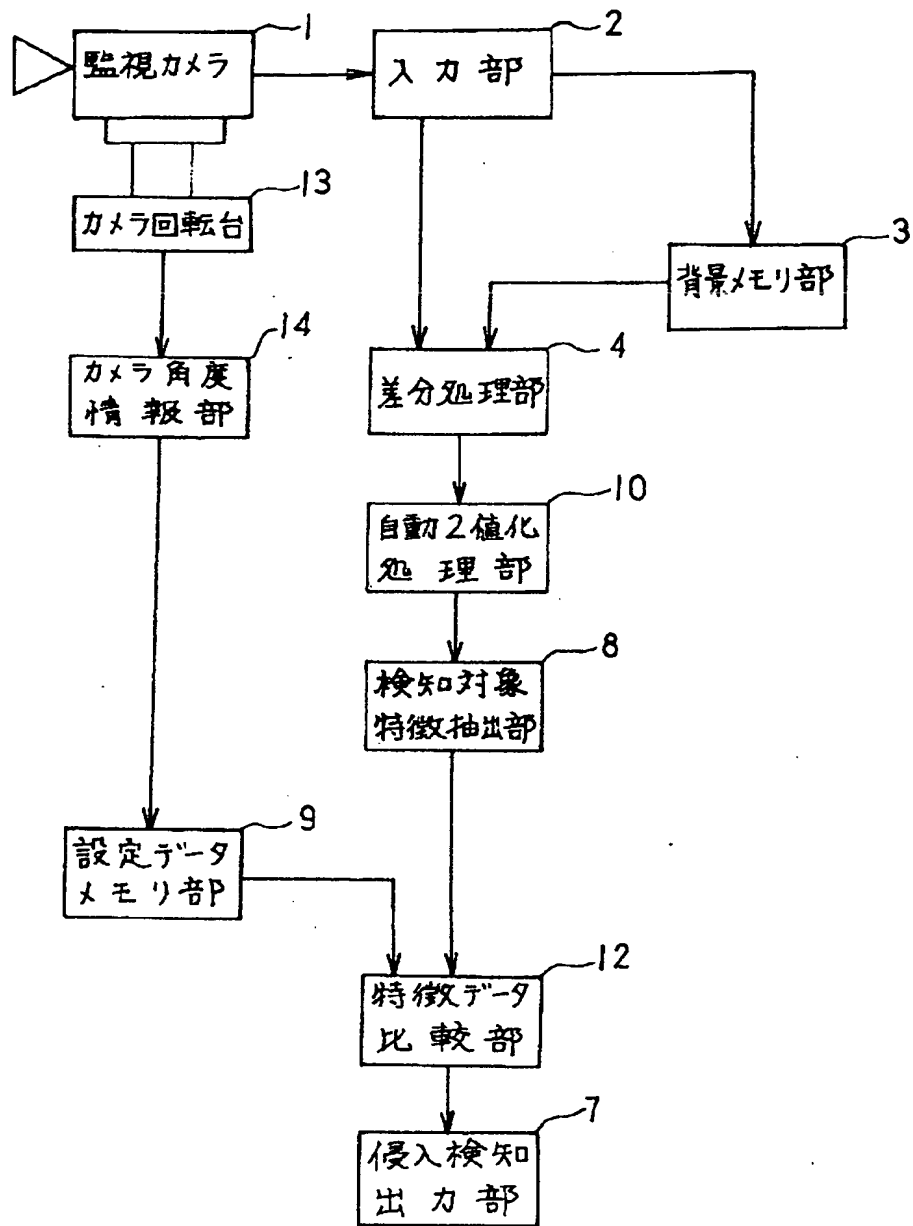 1
監視カメラ
2
入力部
13
カメラ回転台
3
背景メモリ部
14
カメラ角度
情報部
4
差分処理部
10
自動2値化
処理部
8
検知対象
特徴抽出部
9
設定データ
メモリ部
12
特徴データ
比較部
7
侵入検知
出力部